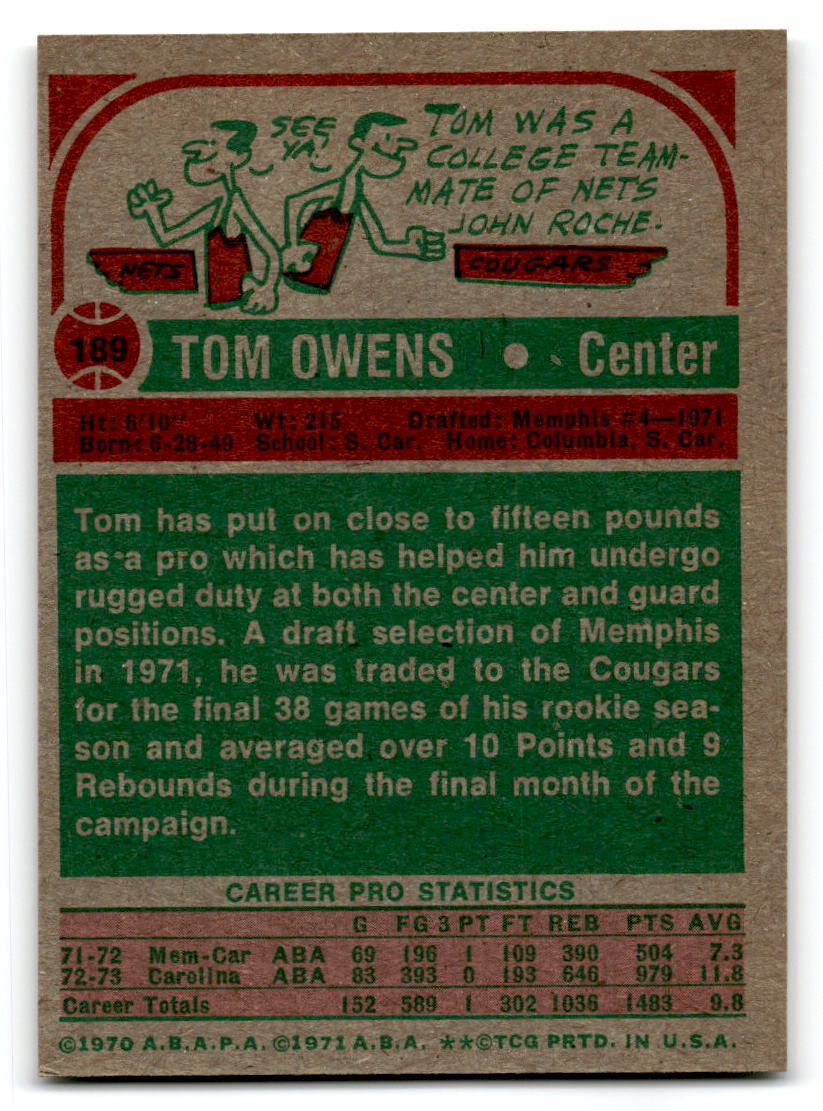 SEE YA!
TOM WAS A
COLLEGE TEAM-
MATE OF NETS
JOHN ROCHE.
NETS
COUGARS
189 TOM OWENS • Center
Ht: 6'10" Wt: 215 Drafted: Memphis #4—1971
Born: 6-28-49 School: S. Car. Home: Columbia, S. Car.
Tom has put on close to fifteen pounds
as a pro which has helped him undergo
rugged duty at both the center and guard
positions. A draft selection of Memphis
in 1971, he was traded to the Cougars
for the final 38 games of his rookie sea-
son and averaged over 10 Points and 9
Rebounds during the final month of the
campaign.
CAREER PRO STATISTICS
G FG 3 PT FT REB PTS AVG
71-72 Mem-Car ABA 69 196 1 109 390 504 7.3
72-73 Carolina ABA 83 393 0 193 646 979 11.8
Career Totals 152 589 1 302 1036 1483 9.8
©1970 A.B.A.P.A. ©1971 A.B.A. **©TCG PRTD. IN U.S.A.